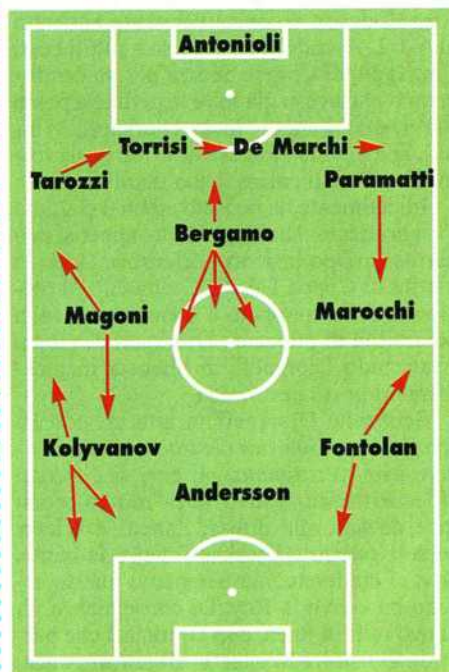 Antonioli
Torrisi De Marchi
Tarozzi Paramatti
Bergamo
Magoni Marocchi
Kolyvanov Fontolan
Andersson